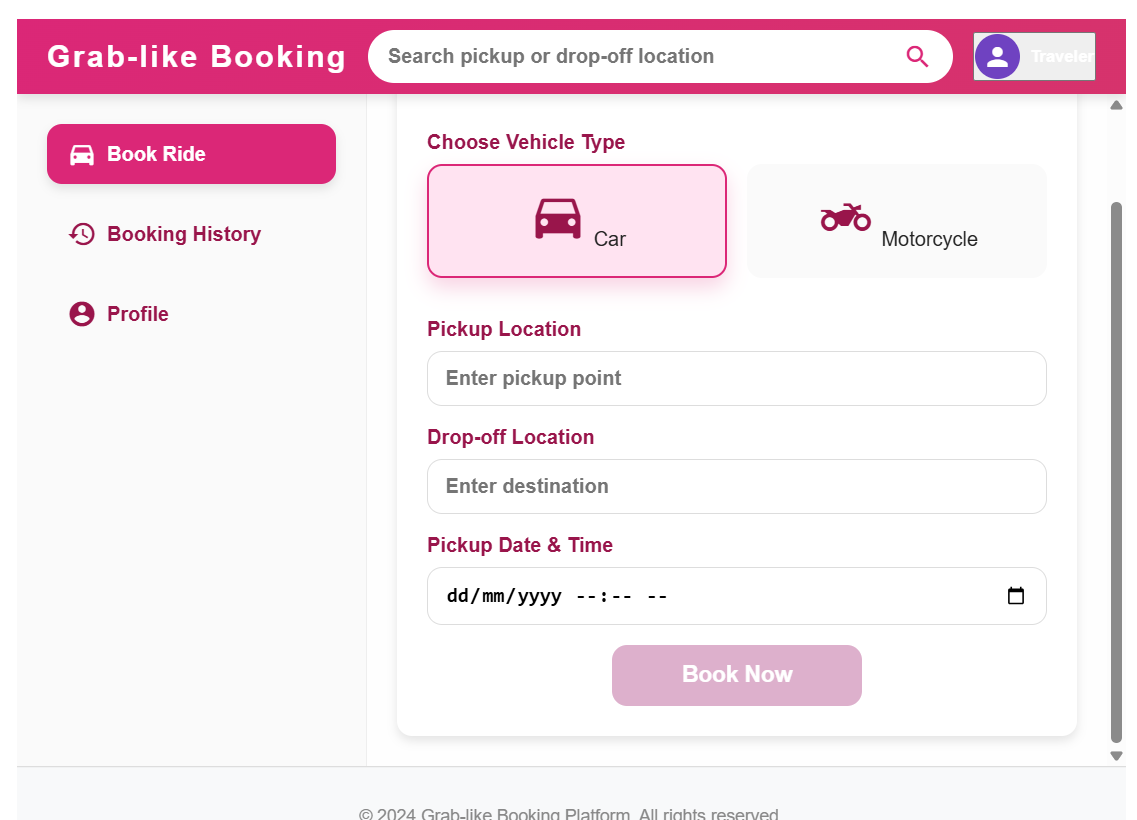 Grab-like Booking
Search pickup or drop-off location
Traveler
Book Ride
Booking History
Profile
Choose Vehicle Type
Car
Motorcycle
Pickup Location
Enter pickup point
Drop-off Location
Enter destination
Pickup Date & Time
dd/mm/yyyy --:-- --
Book Now
© 2024 Grab-like Booking Platform. All rights reserved.